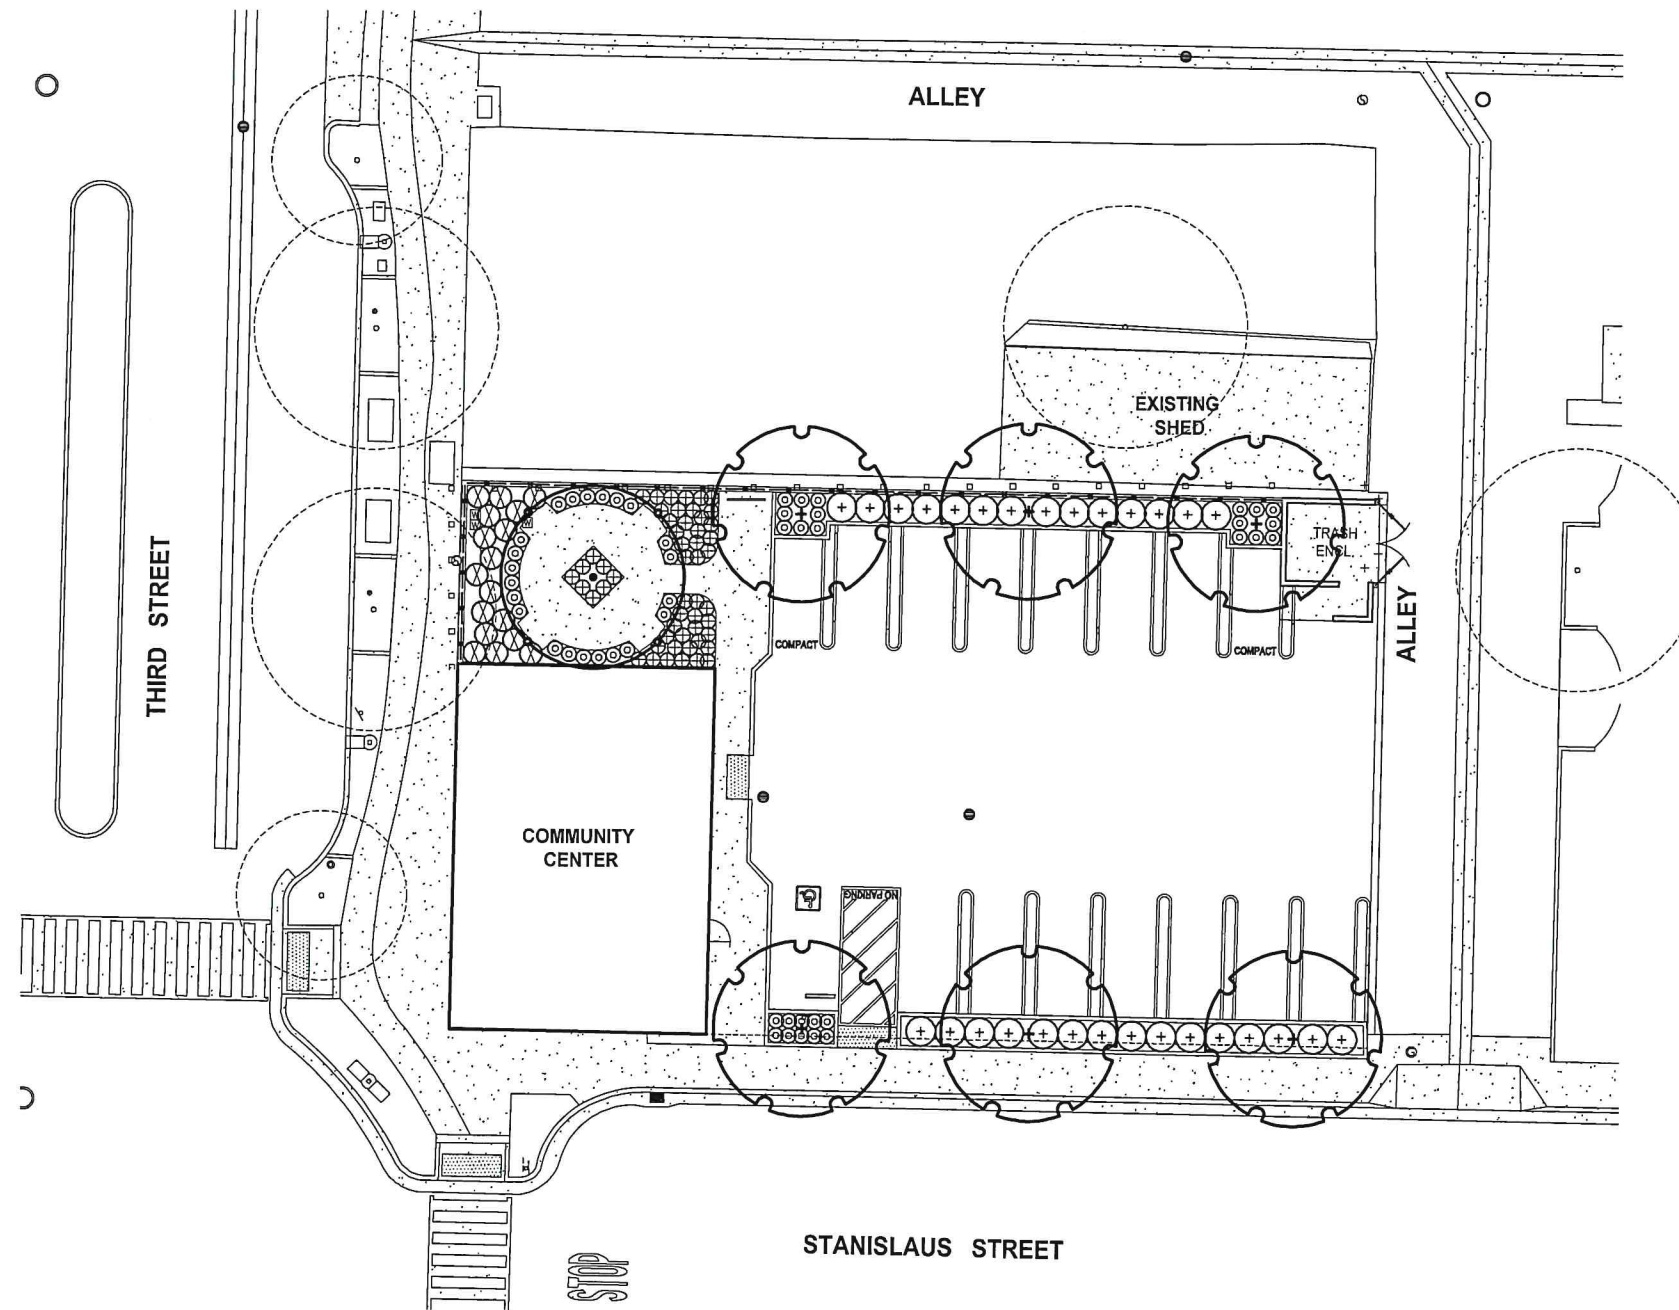 ALLEY
EXISTING
SHED
TRASH
ENCL.
ALLEY
THIRD STREET
COMPACT
COMPACT
COMMUNITY
CENTER
NO PARKING
STANISLAUS STREET
STOP